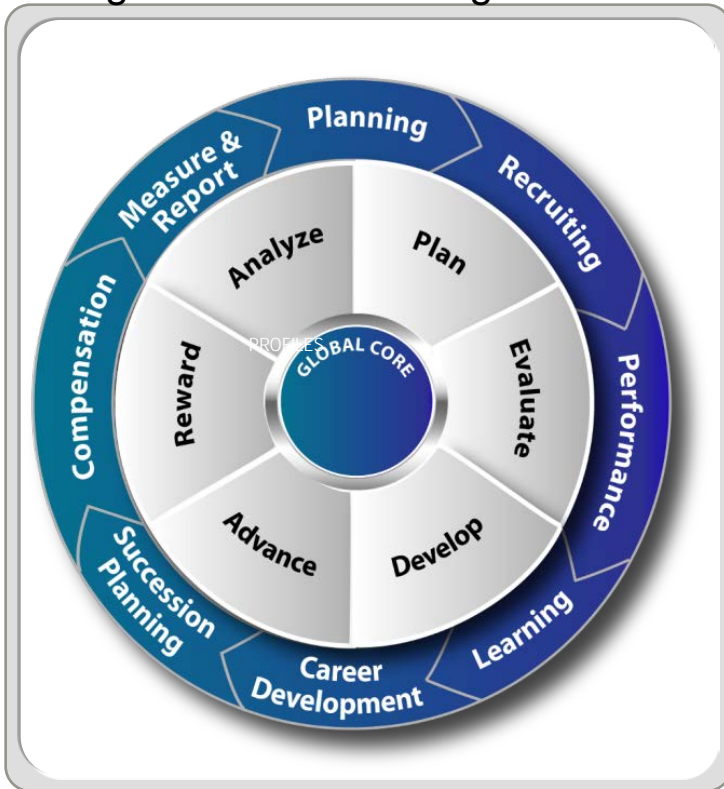 Planning
Recruiting
Performance
Learning
Career
Development
Succession
Planning
Compensation
Measure &
Report
Plan
Evaluate
Develop
Advance
Reward
Analyze
PROFILES
GLOBAL CORE